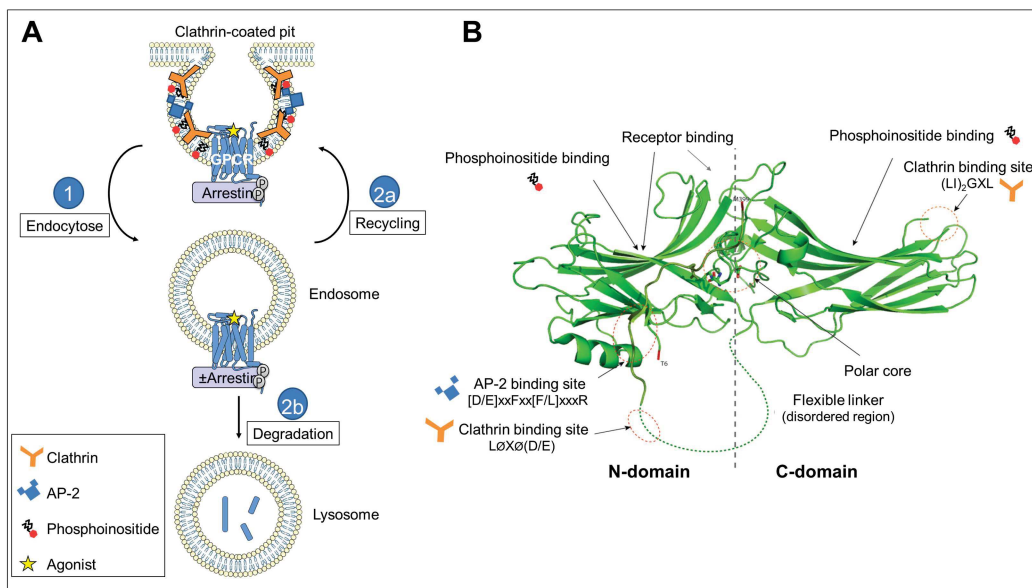 A
Clathrin-coated pit
GPCR
Arrestin
P
P
1
Endocytose
2a
Recycling
Endosome
±Arrestin
P
P
2b
Degradation
Lysosome
Clathrin
AP-2
Phosphoinositide
Agonist
B
Receptor binding
Phosphoinositide binding
Phosphoinositide binding
Clathrin binding site
(LI)₂GXL
T6
Polar core
AP-2 binding site
[D/E]xxFxx[F/L]xxxR
Flexible linker
(disordered region)
Clathrin binding site
LØXØ(D/E)
N-domain
C-domain